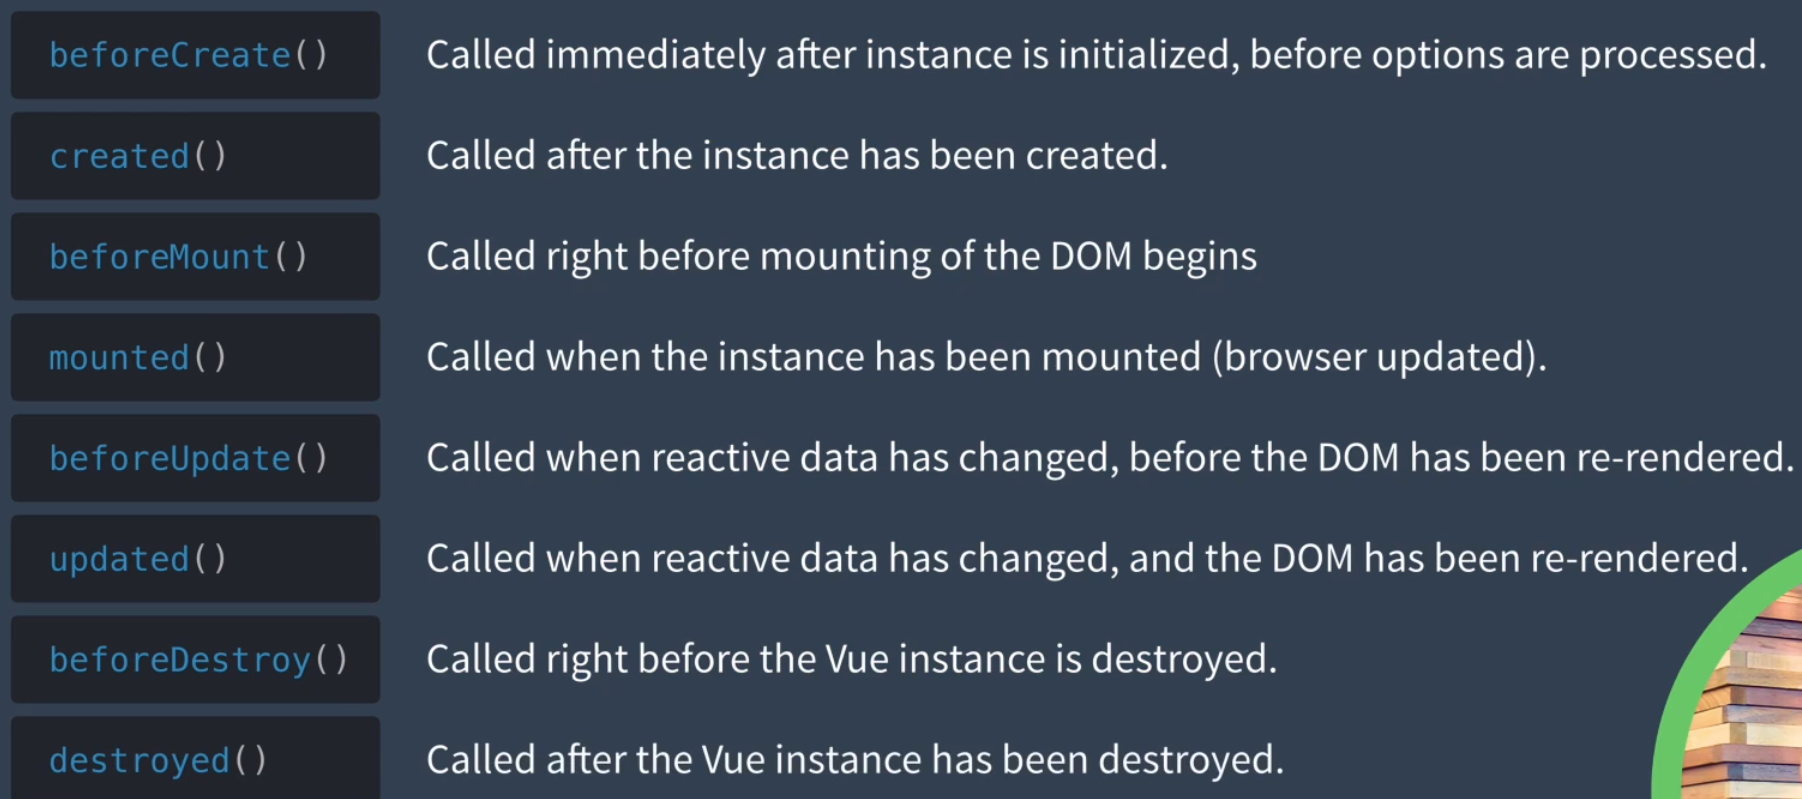 beforeCreate() Called immediately after instance is initialized, before options are processed.
created() Called after the instance has been created.
beforeMount() Called right before mounting of the DOM begins
mounted() Called when the instance has been mounted (browser updated).
beforeUpdate() Called when reactive data has changed, before the DOM has been re-rendered.
updated() Called when reactive data has changed, and the DOM has been re-rendered.
beforeDestroy() Called right before the Vue instance is destroyed.
destroyed() Called after the Vue instance has been destroyed.